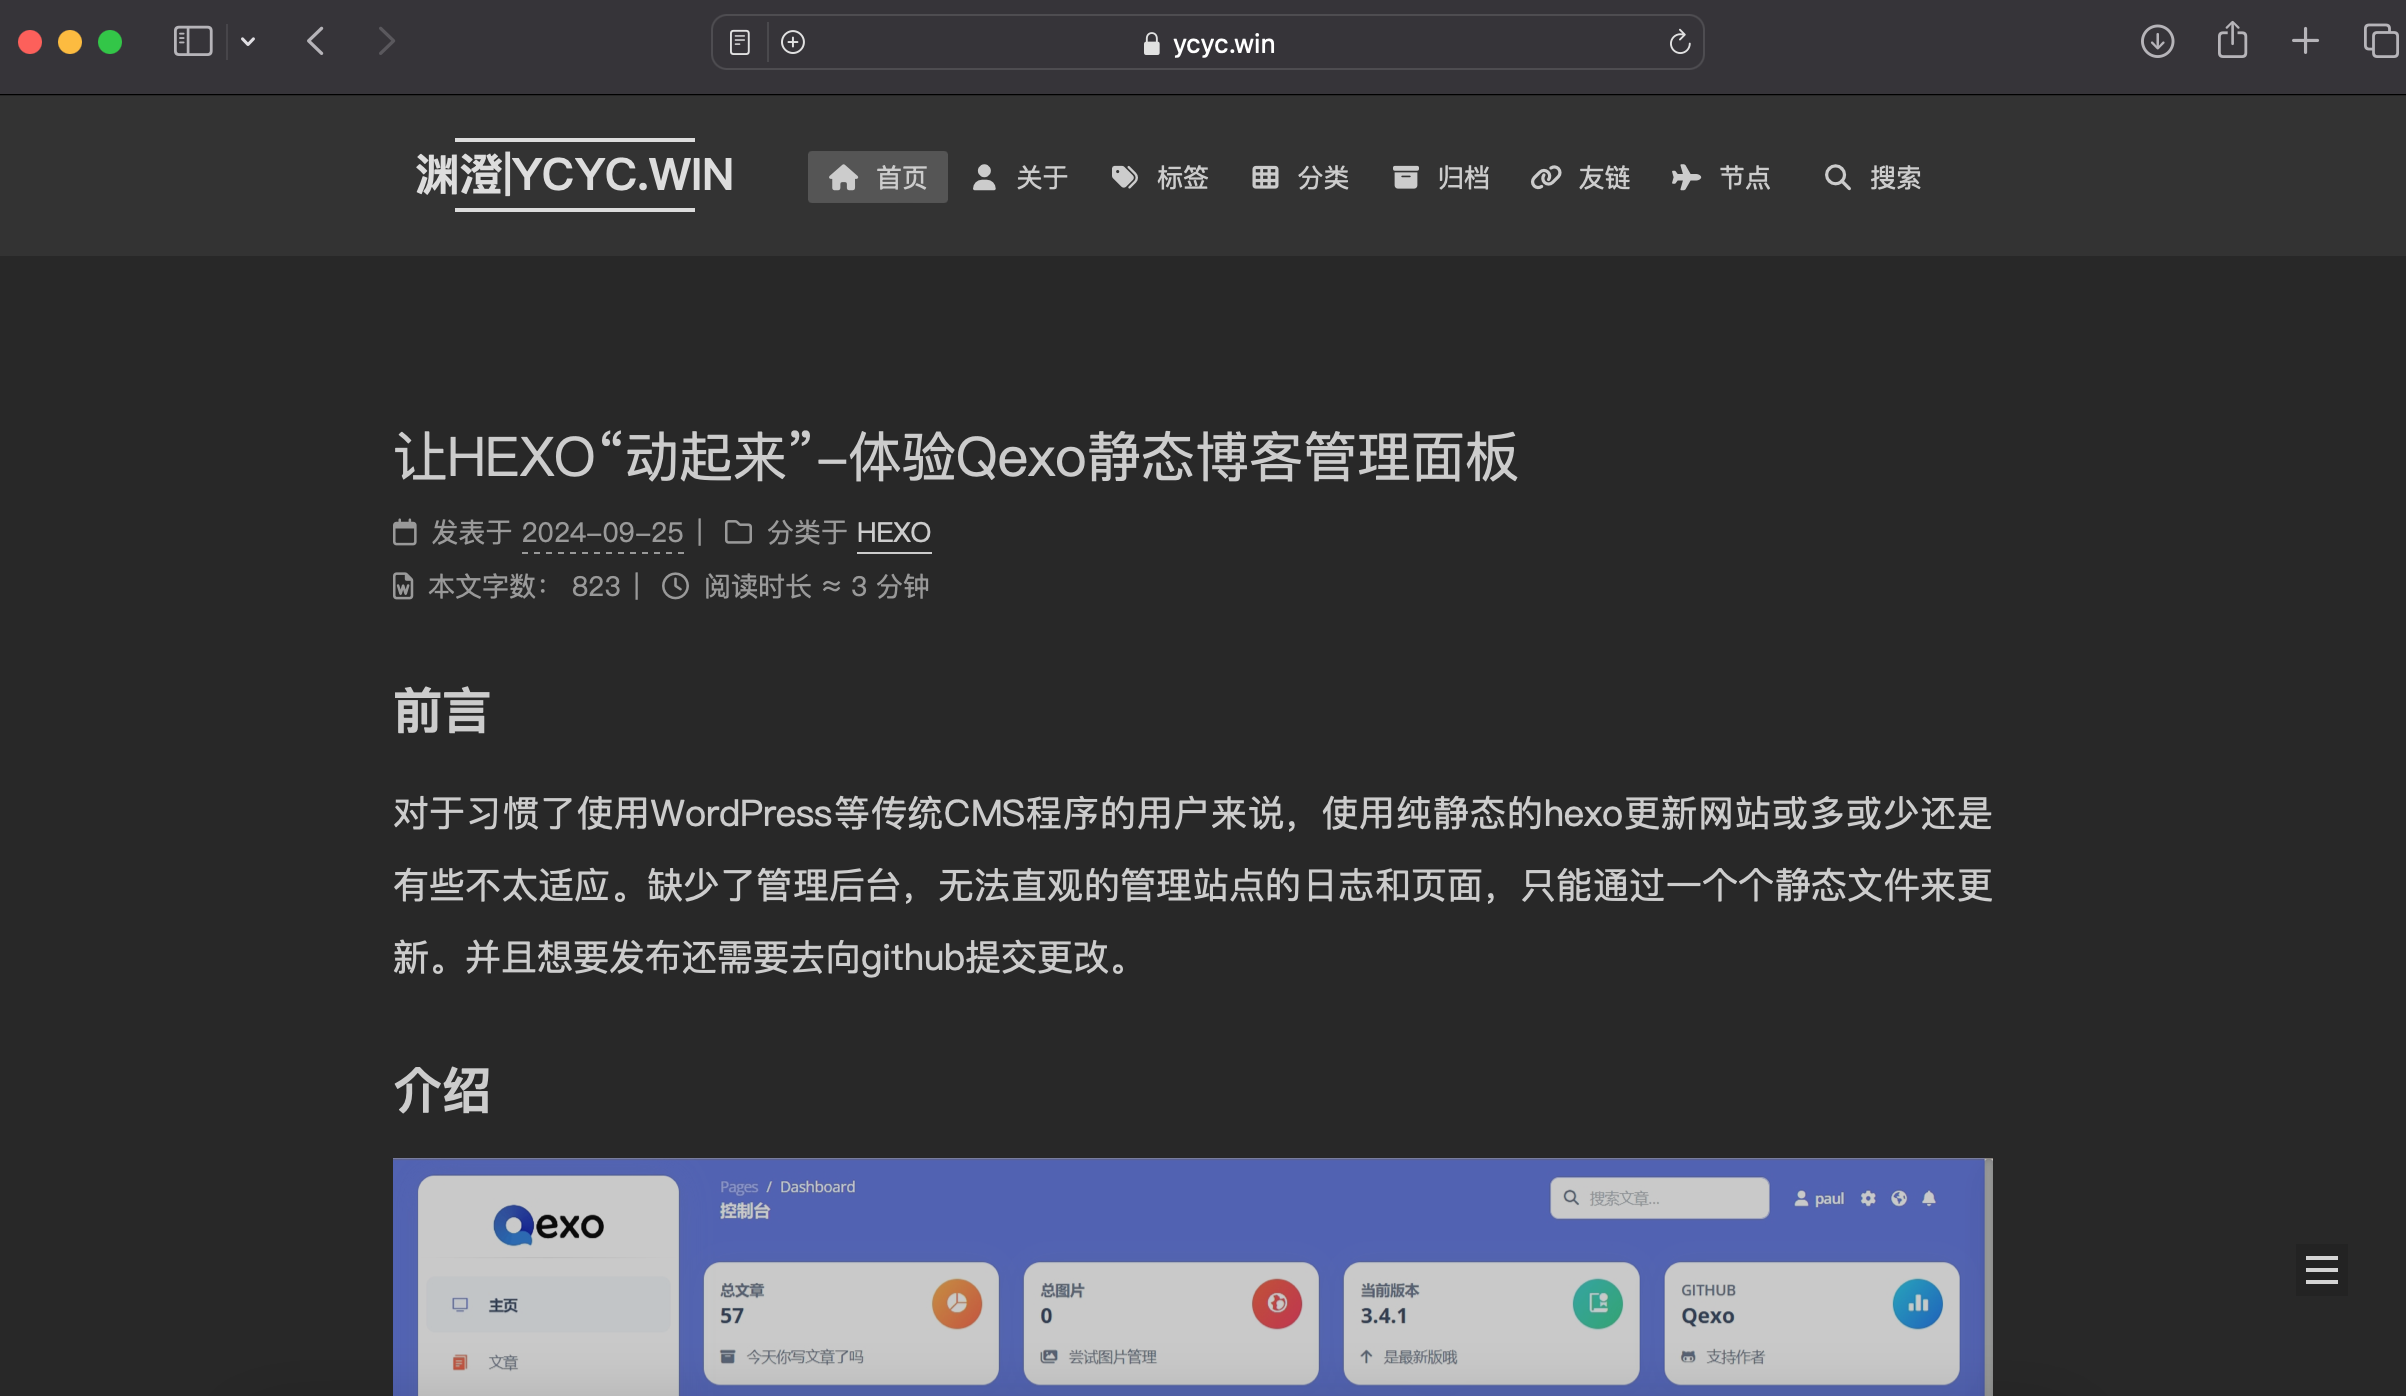 ycyc.win
渊澄|YCYC.WIN
首页 关于 标签 分类 归档 友链 节点 搜索
让HEXO“动起来”-体验Qexo静态博客管理面板
发表于 2024-09-25 | 分类于 HEXO
本文字数： 823 | 阅读时长 ≈ 3 分钟
前言
对于习惯了使用WordPress等传统CMS程序的用户来说，使用纯静态的hexo更新网站或多或少还是
有些不太适应。缺少了管理后台，无法直观的管理站点的日志和页面，只能通过一个个静态文件来更
新。并且想要发布还需要去向github提交更改。
介绍
Qexo
主页
文章
Pages / Dashboard
控制台
搜索文章...
paul
总文章
57
今天你写文章了吗
总图片
0
尝试图片管理
当前版本
3.4.1
是最新版哦
GITHUB
Qexo
支持作者